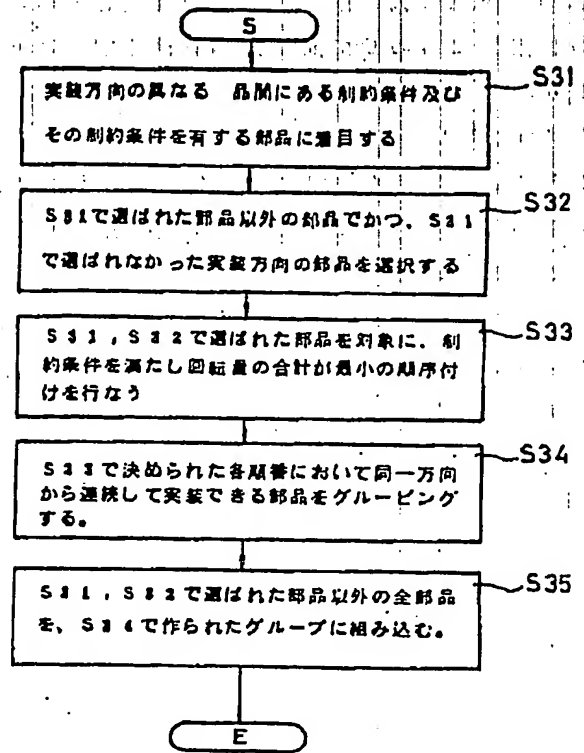 S
S31
実装方向の異なる 品間にある制約条件及び
その制約条件を有する部品に着目する
S32
S31で選ばれた部品以外の部品でかつ、S31
で選ばれなかった実装方向の部品を選択する
S33
S31,S32で選ばれた部品を対象に、制
約条件を満たし回転量の合計が最小の順序付
けを行なう
S34
S33で決められた各順番において同一方向
から連続して実装できる部品をグルーピング
する。
S35
S31,S32で選ばれた部品以外の全部品
を、S34で作られたグループに組み込む。
E